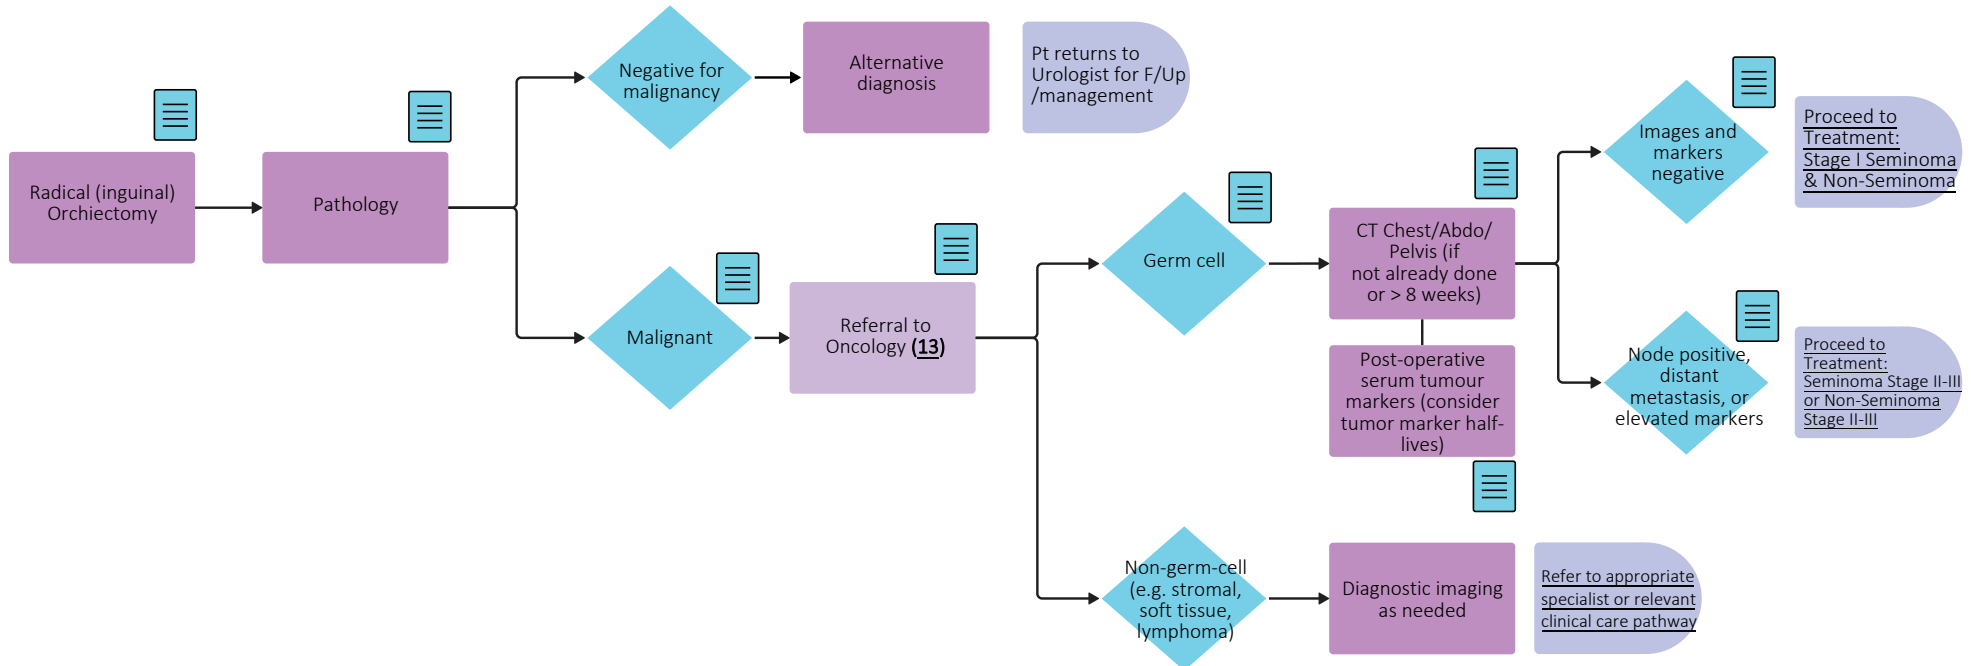 Radical (inguinal)
Orchiectomy
Pathology
Negative for
malignancy
Alternative
diagnosis
Pt returns to
Urologist for F/Up
/management
Malignant
Referral to
Oncology (13)
Germ cell
CT Chest/Abdo/
Pelvis (if
not already done
or > 8 weeks)
Post-operative
serum tumour
markers (consider
tumor marker half-
lives)
Images and
markers
negative
Proceed to
Treatment:
Stage I Seminoma
& Non-Seminoma
Node positive,
distant
metastasis, or
elevated markers
Proceed to
Treatment:
Seminoma Stage II-III
or Non-Seminoma
Stage II-III
Non-germ-cell
(e.g. stromal,
soft tissue,
lymphoma)
Diagnostic imaging
as needed
Refer to appropriate
specialist or relevant
clinical care pathway